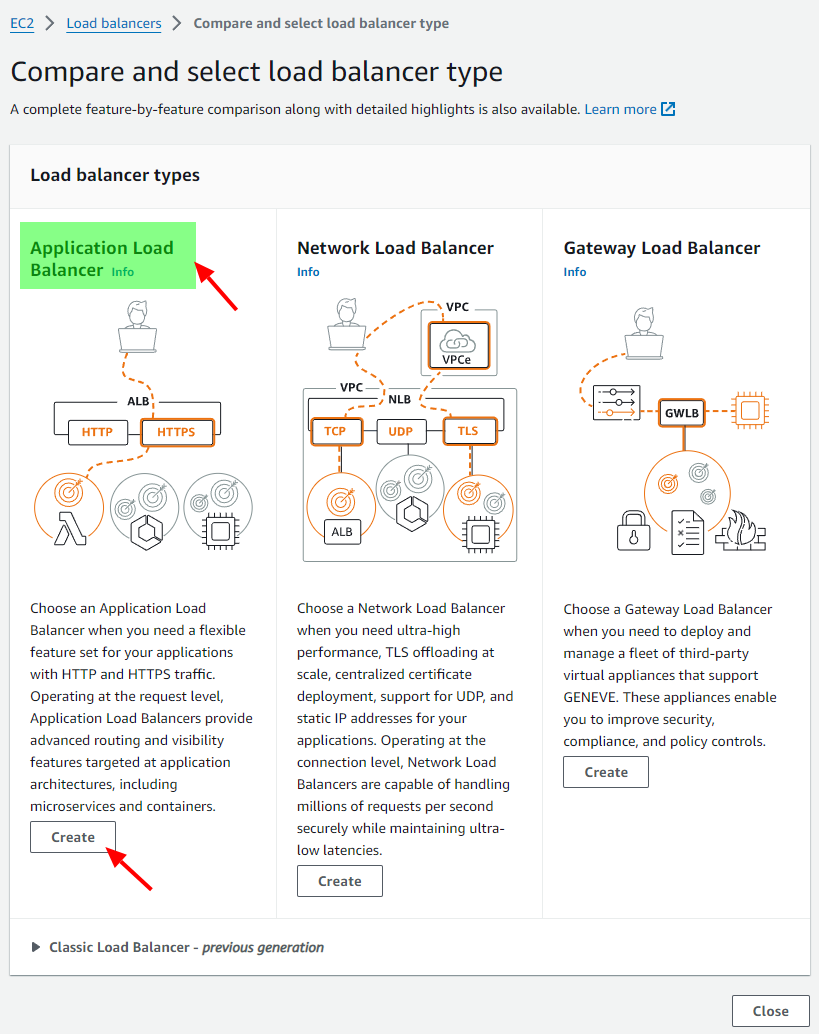 EC2 > Load balancers > Compare and select load balancer type
Compare and select load balancer type
A complete feature-by-feature comparison along with detailed highlights is also available. Learn more
Load balancer types
Application Load
Balancer Info
ALB
HTTP
HTTPS
Choose an Application Load
Balancer when you need a flexible
feature set for your applications
with HTTP and HTTPS traffic.
Operating at the request level,
Application Load Balancers provide
advanced routing and visibility
features targeted at application
architectures, including
microservices and containers.
Create
Network Load Balancer
Info
VPC
VPCe
VPC
NLB
TCP
UDP
TLS
ALB
Choose a Network Load Balancer
when you need ultra-high
performance, TLS offloading at
scale, centralized certificate
deployment, support for UDP, and
static IP addresses for your
applications. Operating at the
connection level, Network Load
Balancers are capable of handling
millions of requests per second
securely while maintaining ultra-
low latencies.
Create
Gateway Load Balancer
Info
GWLB
Choose a Gateway Load Balancer
when you need to deploy and
manage a fleet of third-party
virtual appliances that support
GENEVE. These appliances enable
you to improve security,
compliance, and policy controls.
Create
Classic Load Balancer - previous generation
Close